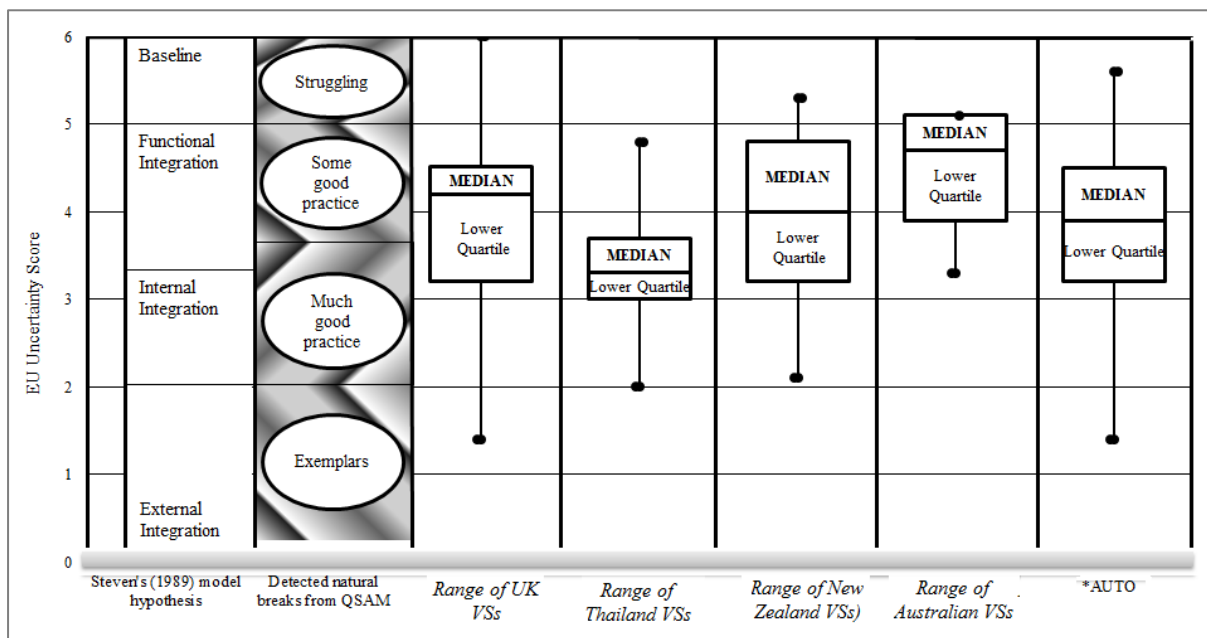 EU Uncertainty Score
6
5
4
3
2
1
0
Baseline
Functional
Integration
Internal
Integration
External
Integration
Struggling
Some
good
practice
Much
good
practice
Exemplars
MEDIAN
Lower
Quartile
MEDIAN
Lower Quartile
MEDIAN
Lower
Quartile
MEDIAN
Lower
Quartile
MEDIAN
Lower Quartile
Steven's (1989) model
hypothesis
Detected natural
breaks from QSAM
Range of UK
VSs
Range of
Thailand VSs
Range of New
Zealand VSs)
Range of
Australian VSs
*AUTO